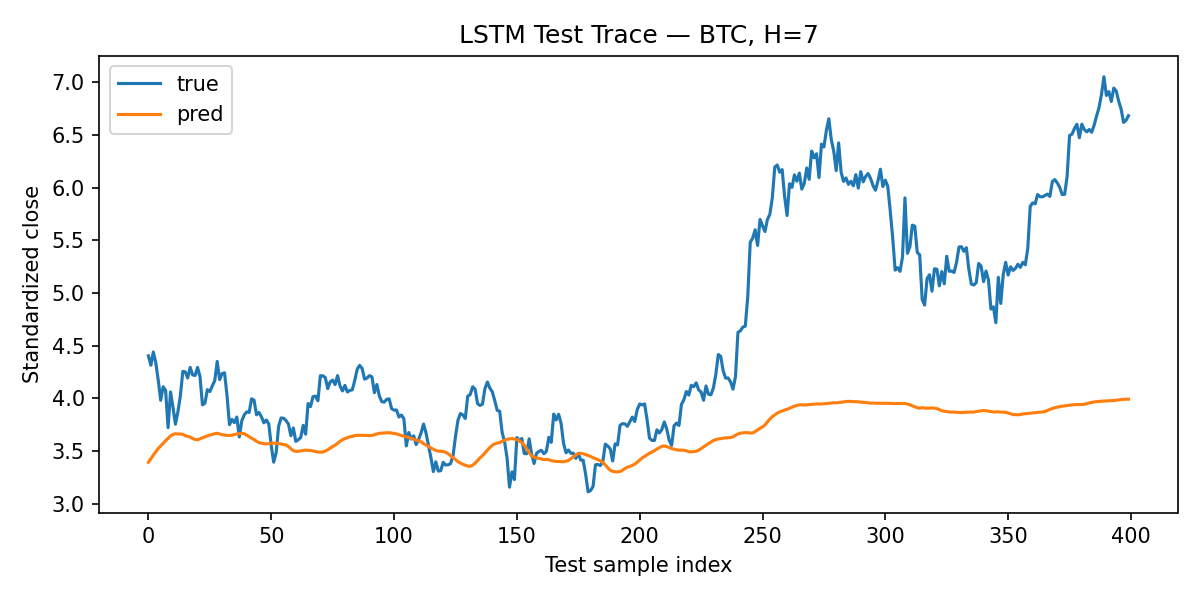 LSTM Test Trace — BTC, H=7
true
pred
7.0
6.5
6.0
5.5
5.0
4.5
4.0
3.5
3.0
Standardized close
0 50 100 150 200 250 300 350 400
Test sample index